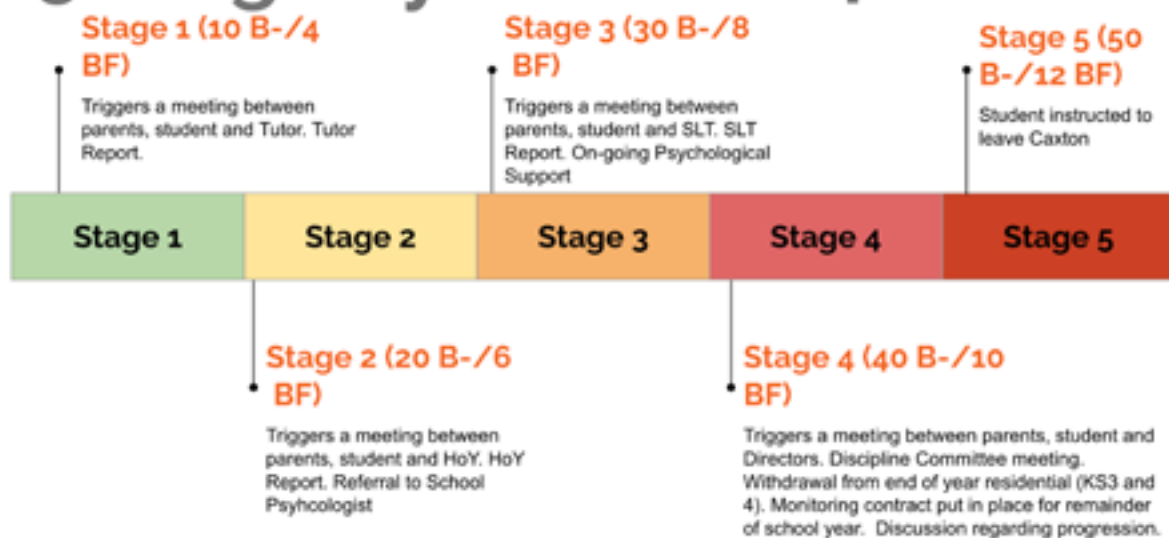 Stage 1 (10 B-/4
BF)
Triggers a meeting between
parents, student and Tutor. Tutor
Report.
Stage 3 (30 B-/8
BF)
Triggers a meeting between
parents, student and SLT. SLT
Report. On-going Psychological
Support
Stage 5 (50
B-/12 BF)
Student instructed to
leave Caxton
Stage 1
Stage 2
Stage 3
Stage 4
Stage 5
Stage 2 (20 B-/6
BF)
Triggers a meeting between
parents, student and HoY. HoY
Report. Referral to School
Psyhcologist
Stage 4 (40 B-/10
BF)
Triggers a meeting between parents, student and
Directors. Discipline Committee meeting.
Withdrawal from end of year residential (KS3 and
4). Monitoring contract put in place for remainder
of school year. Discussion regarding progression.